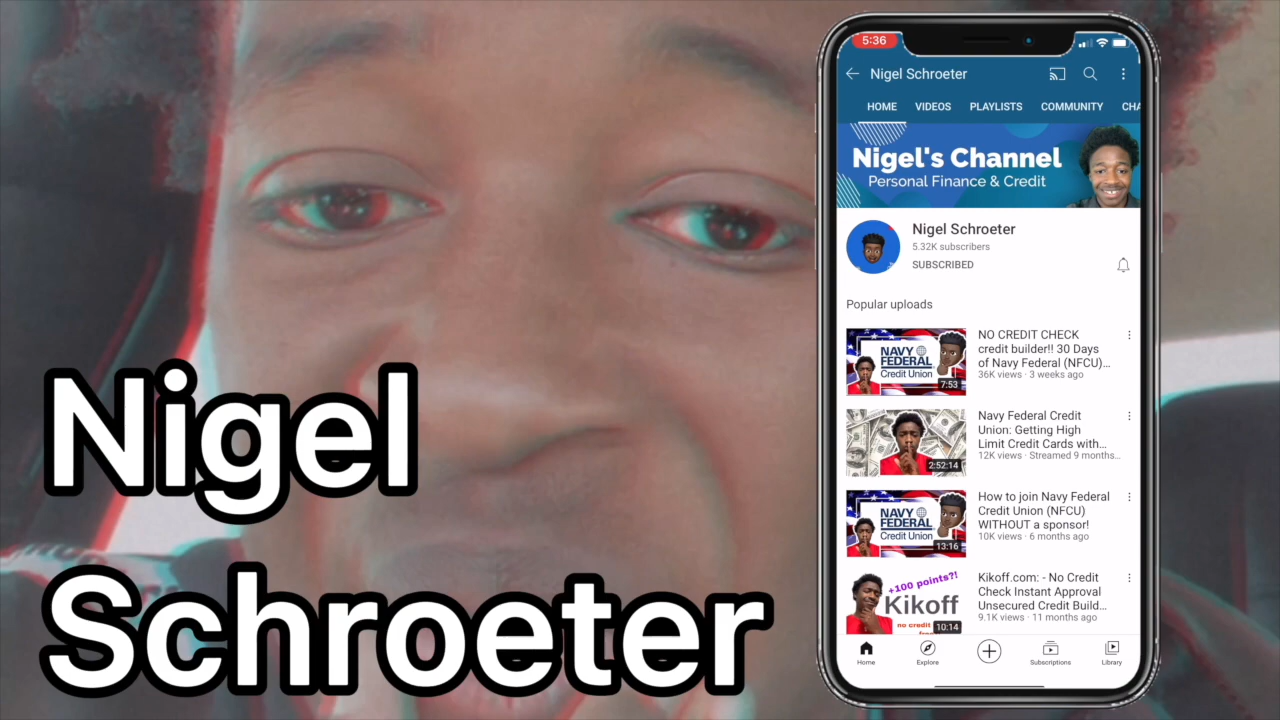 Nigel
Schroeter
5:36
Nigel Schroeter
HOME VIDEOS PLAYLISTS COMMUNITY CHA
Nigel's Channel
Personal Finance & Credit
Nigel Schroeter
5.32K subscribers
SUBSCRIBED
Popular uploads
NAVY
FEDERAL
Credit Union
7:53
NO CREDIT CHECK
credit builder!! 30 Days
of Navy Federal (NFCU)...
36K views · 3 weeks ago
2:52:14
Navy Federal Credit
Union: Getting High
Limit Credit Cards with...
12K views · Streamed 9 months...
NAVY
FEDERAL
Credit Union
13:16
How to join Navy Federal
Credit Union (NFCU)
WITHOUT a sponsor!
10K views · 6 months ago
+100 points?!
Kikoff
no credit
10:14
Kikoff.com: - No Credit
Check Instant Approval
Unsecured Credit Build...
9.1K views · 11 months ago
Home Explore Subscriptions Library